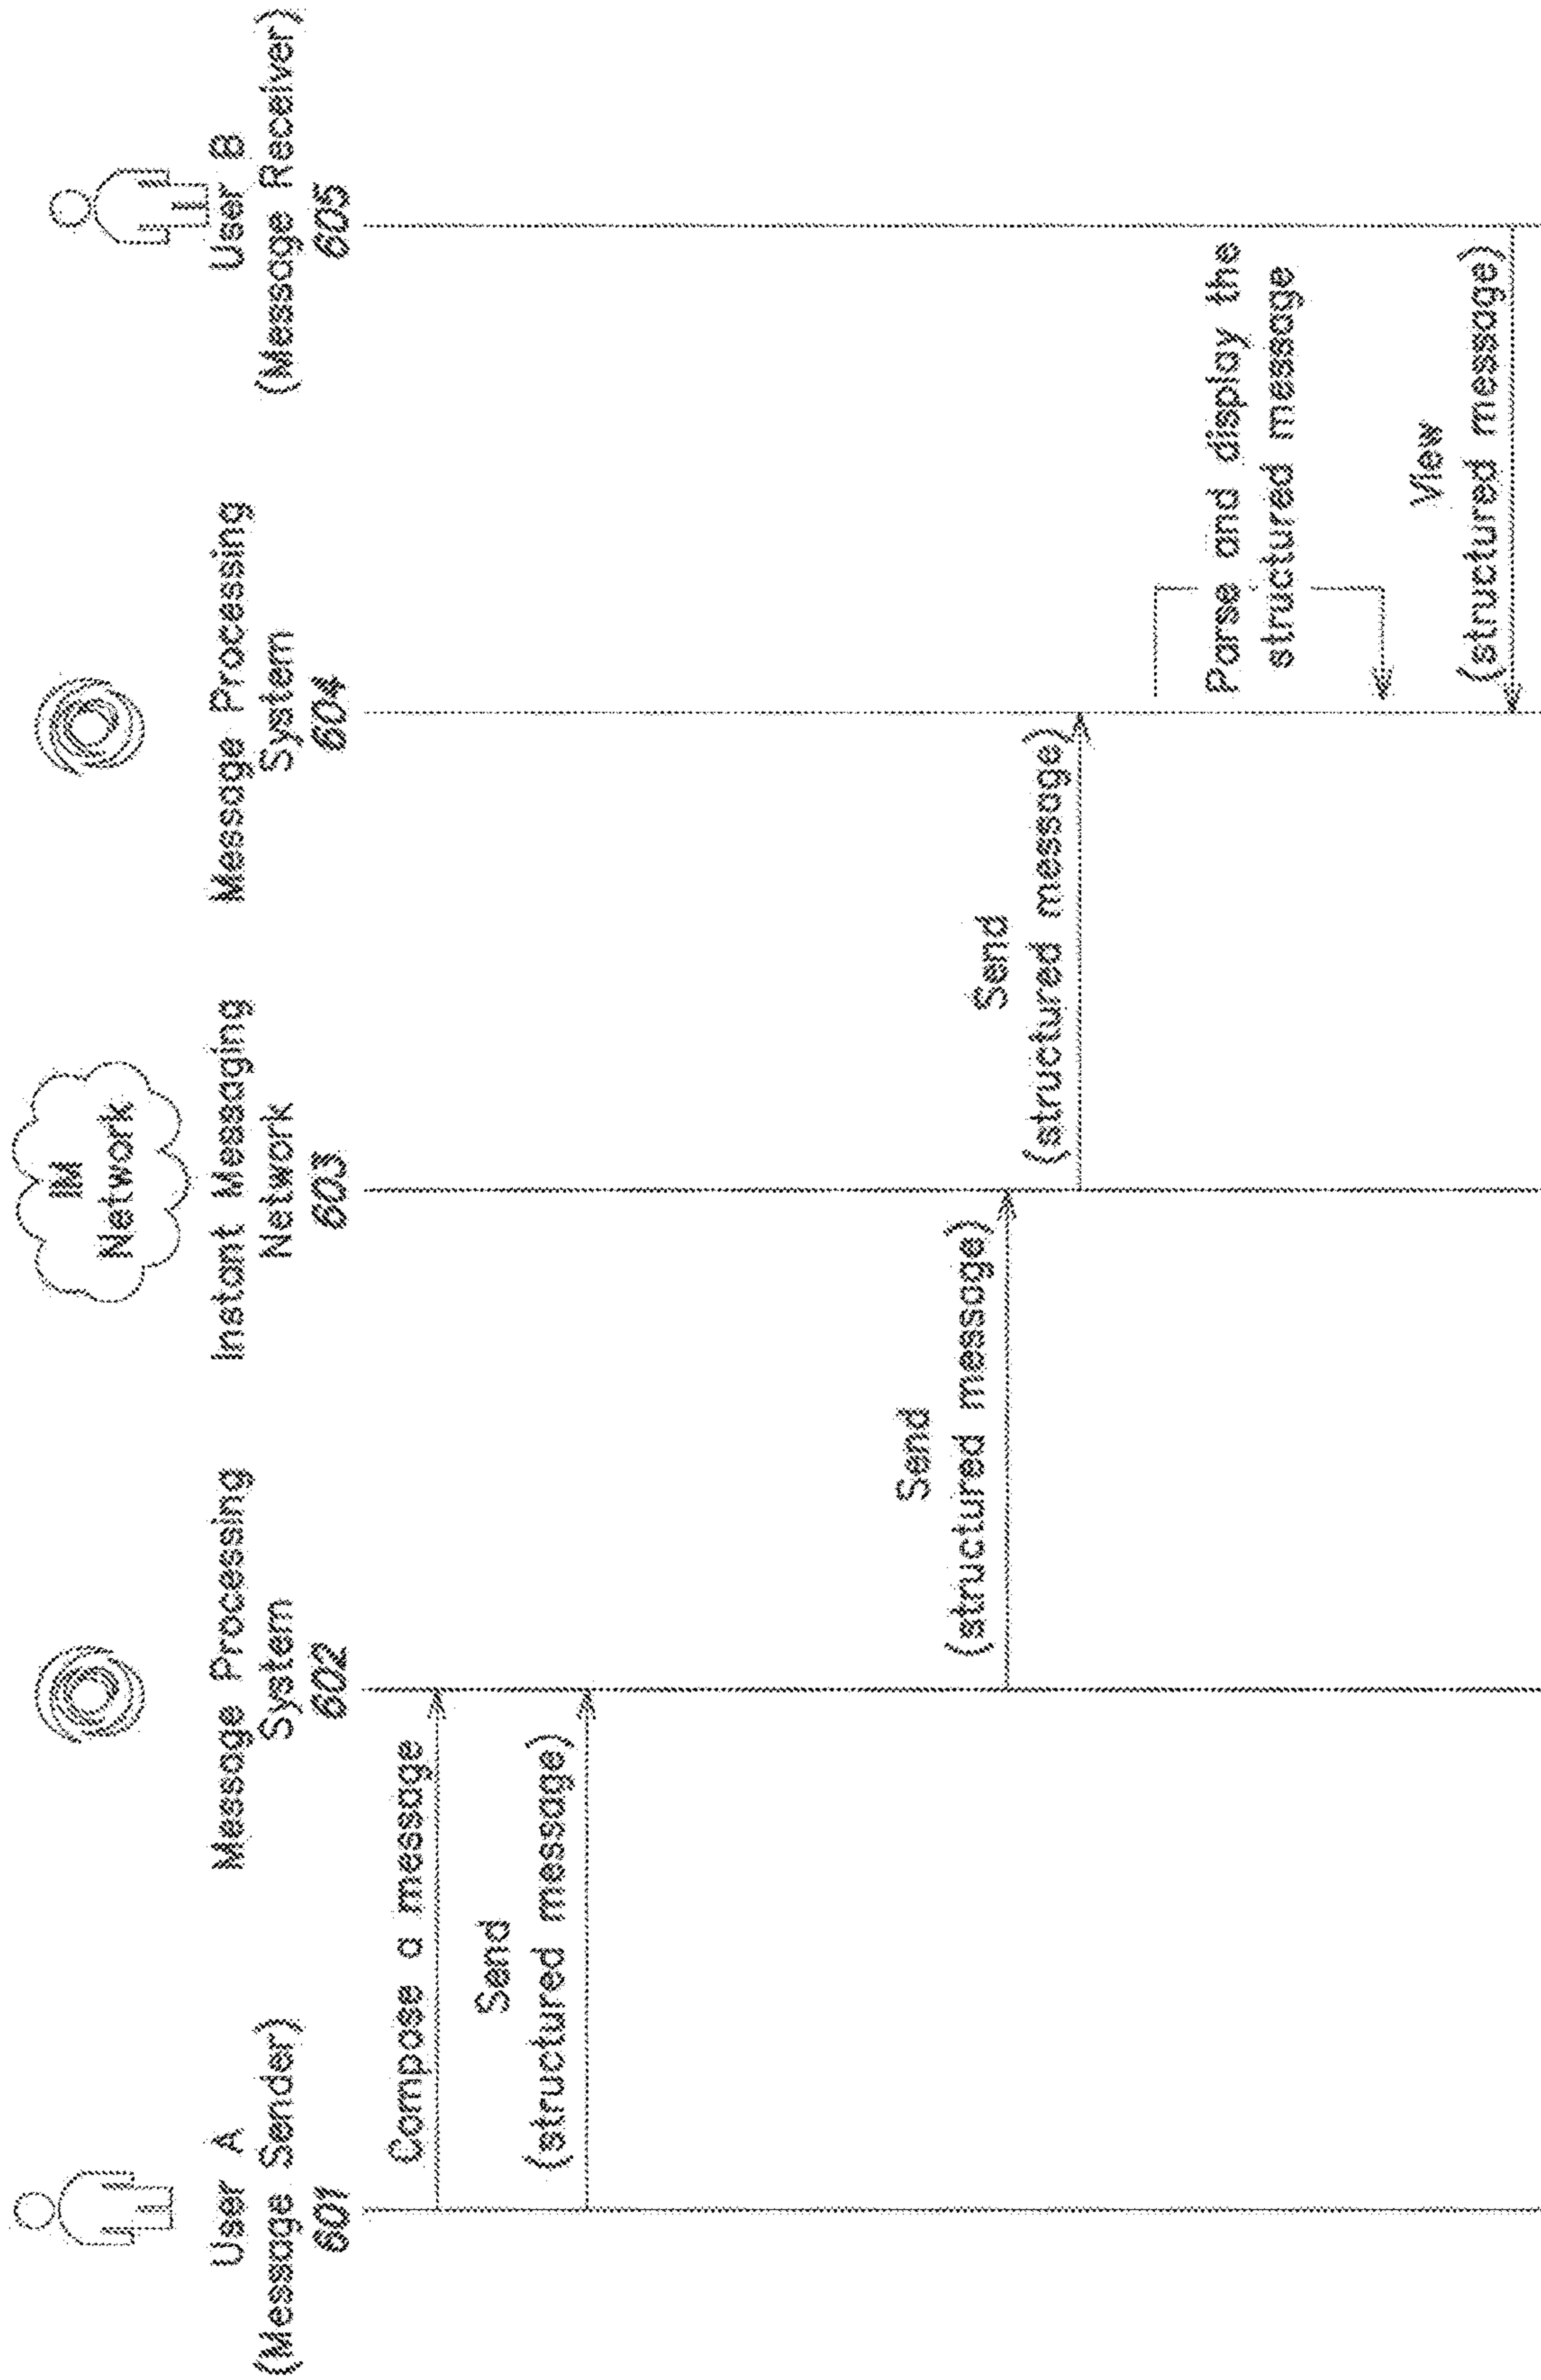 User A
(Message Sender)
601
Message Processing
System
602
IM
Network
Instant Messaging
Network
603
Message Processing
System
604
User B
(Message Receiver)
605
Compose a message
Send
(structured message)
Send
(structured message)
Send
(structured message)
Parse and display the
structured message
View
(structured message)